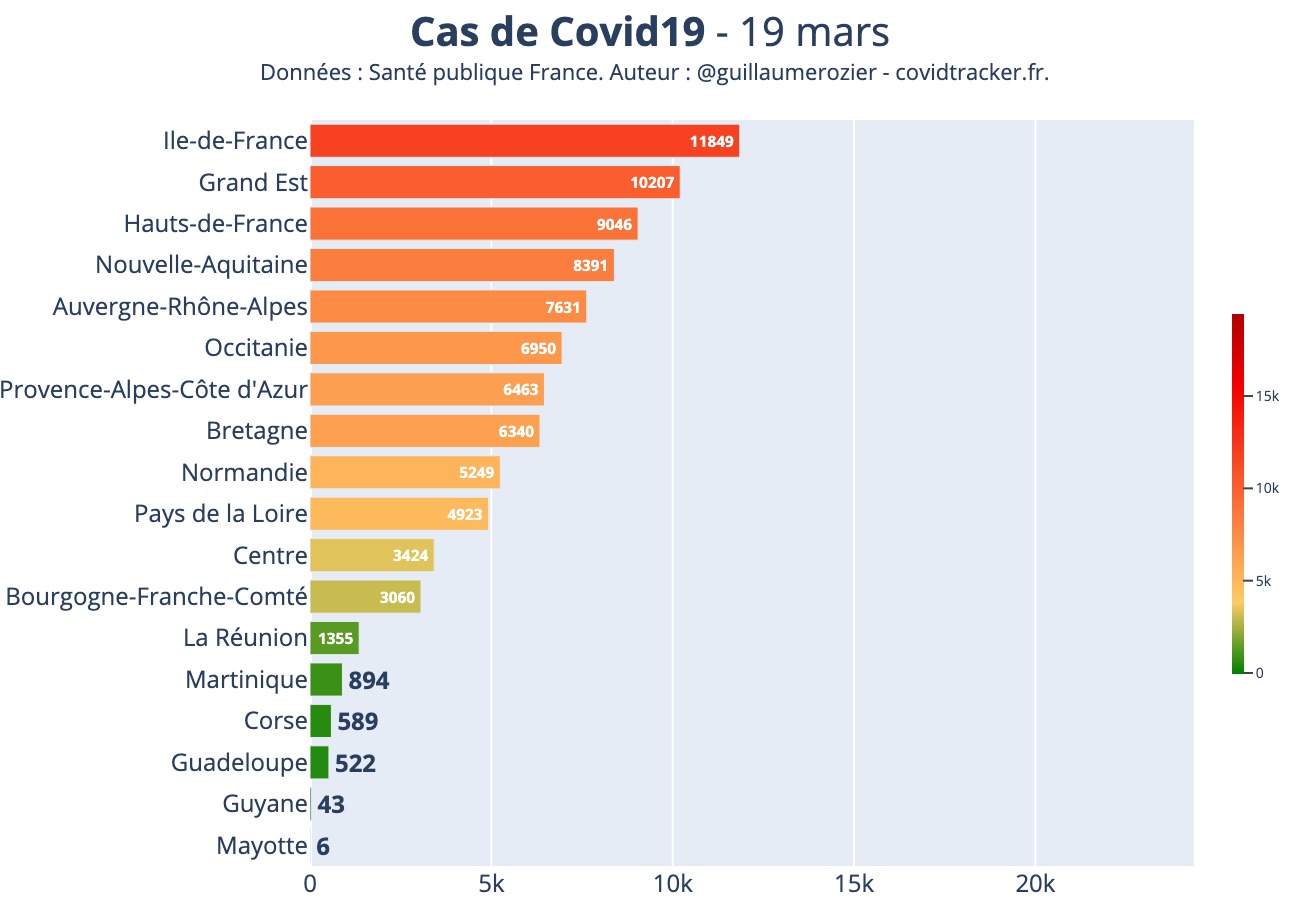 Cas de Covid19 - 19 mars
Données : Santé publique France. Auteur : @guillaumerozier - covidtracker.fr.
Ile-de-France 11849
Grand Est 10207
Hauts-de-France 9046
Nouvelle-Aquitaine 8391
Auvergne-Rhône-Alpes 7631
Occitanie 6950
Provence-Alpes-Côte d'Azur 6463
Bretagne 6340
Normandie 5249
Pays de la Loire 4923
Centre 3424
Bourgogne-Franche-Comté 3060
La Réunion 1355
Martinique 894
Corse 589
Guadeloupe 522
Guyane 43
Mayotte 6
0 5k 10k 15k 20k
15k
10k
5k
0